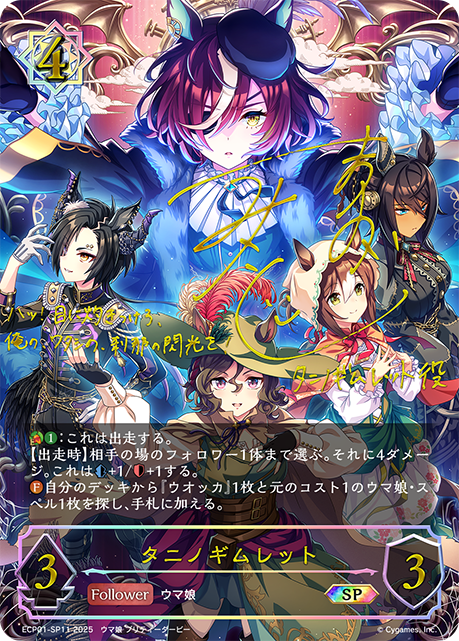 4
ハッ！目に灼きつけろ、
俺の、ワタシの、刹那の閃光を
タニノギムレット役
1：これは出走する。
【出走時】相手の場のフォロワー1体まで選ぶ。それに4ダメー
ジ。これは+1/+1する。
F 自分のデッキから『ウオッカ』1枚と元のコスト1のウマ娘・ス
ペル1枚を探し、手札に加える。
タニノギムレット
3
3
Follower ウマ娘
SP
ECP01-SP11 2025 ウマ娘 プリティーダービー
© Cygames, Inc.